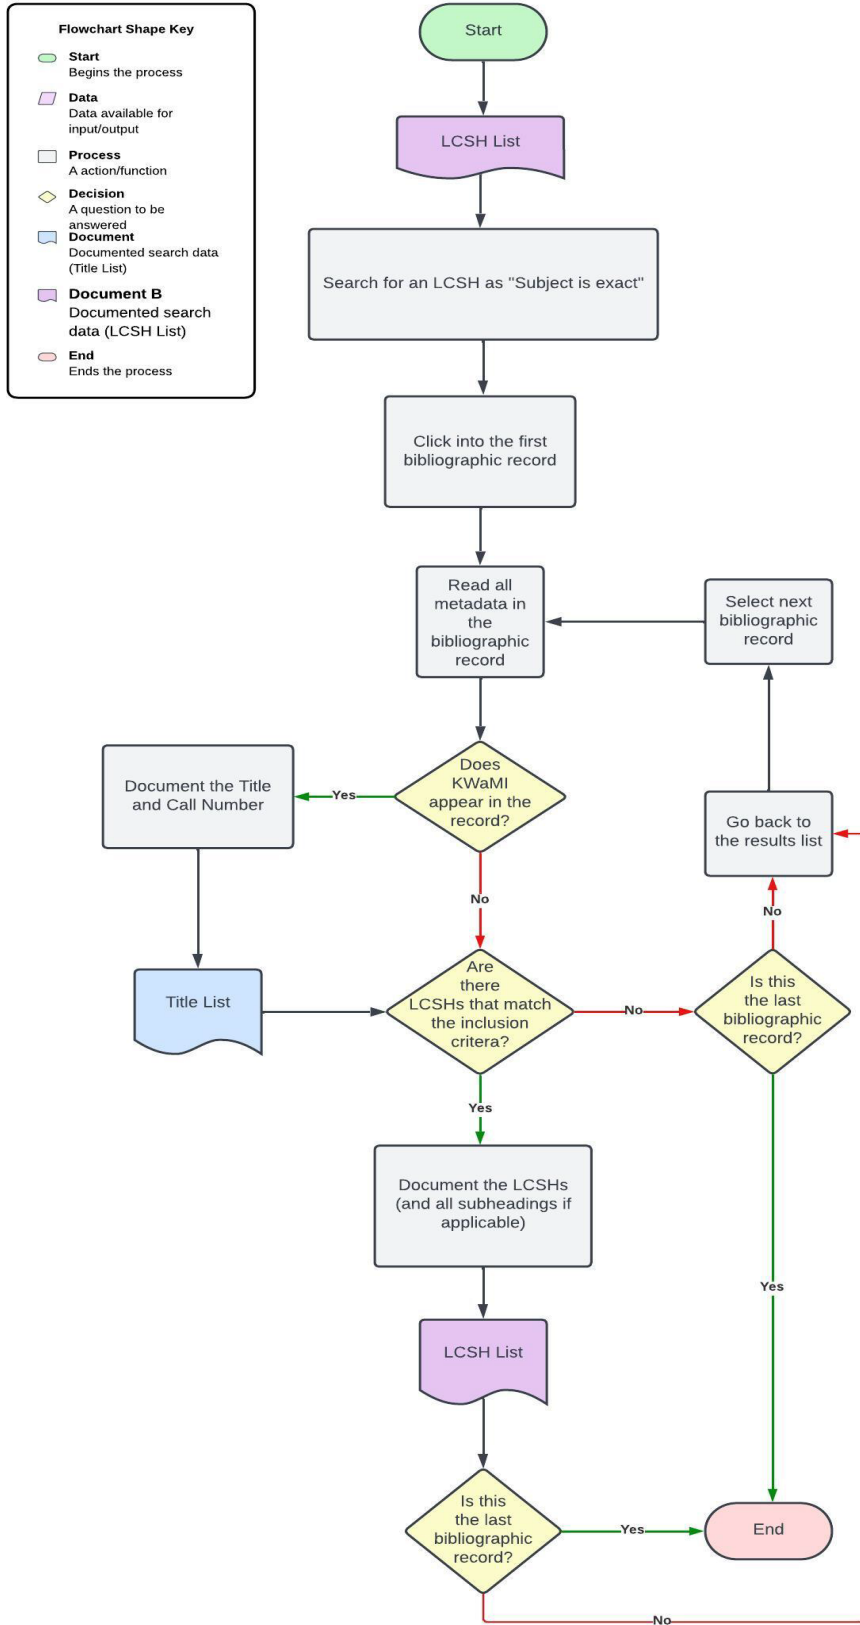 Flowchart Shape Key
Start
Begins the process
Data
Data available for
input/output
Process
A action/function
Decision
A question to be
answered
Document
Documented search data
(Title List)
Document B
Documented search
data (LCSH List)
End
Ends the process
Start
LCSH List
Search for an LCSH as "Subject is exact"
Click into the first
bibliographic record
Read all
metadata in
the
bibliographic
record
Select next
bibliographic
record
Does
KWaMI
appear in the
record?
Yes
Document the Title
and Call Number
Go back to
the results list
No
No
Title List
Are
there
LCSHs that match
the inclusion
critera?
No
Is this
the last
bibliographic
record?
Yes
Document the LCSHs
(and all subheadings if
applicable)
Yes
LCSH List
Is this
the last
bibliographic
record?
Yes
End
No